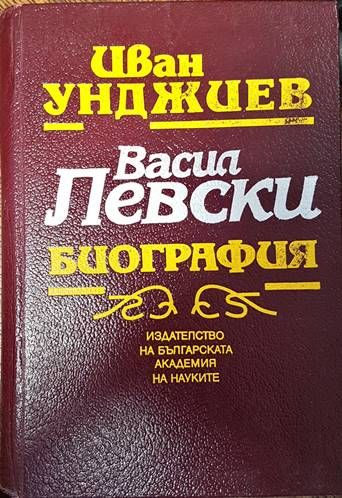 Иван
УНДЖИЕВ
Васил
Левски
БИОГРАФИЯ
ИЗДАТЕЛСТВО
НА БЪЛГАРСКАТА
АКАДЕМИЯ
НА НАУКИТЕ